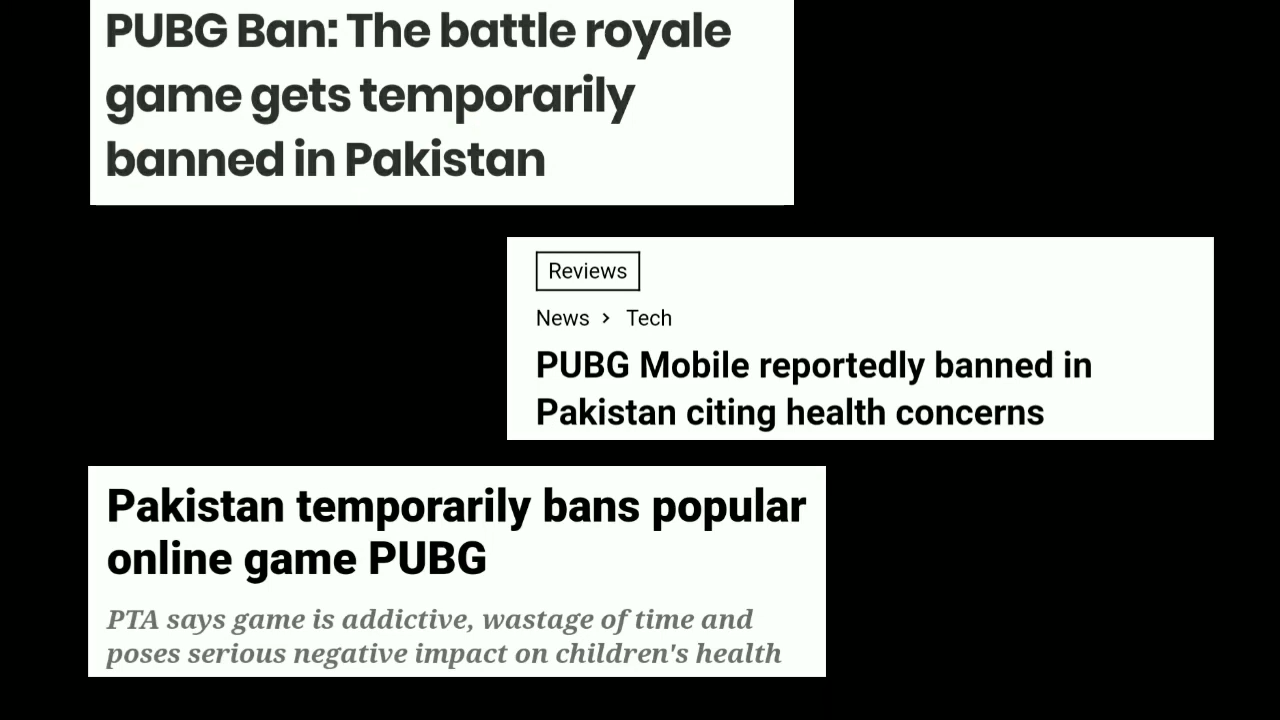 PUBG Ban: The battle royale
game gets temporarily
banned in Pakistan
Reviews
News > Tech
PUBG Mobile reportedly banned in
Pakistan citing health concerns
Pakistan temporarily bans popular
online game PUBG
PTA says game is addictive, wastage of time and
poses serious negative impact on children's health